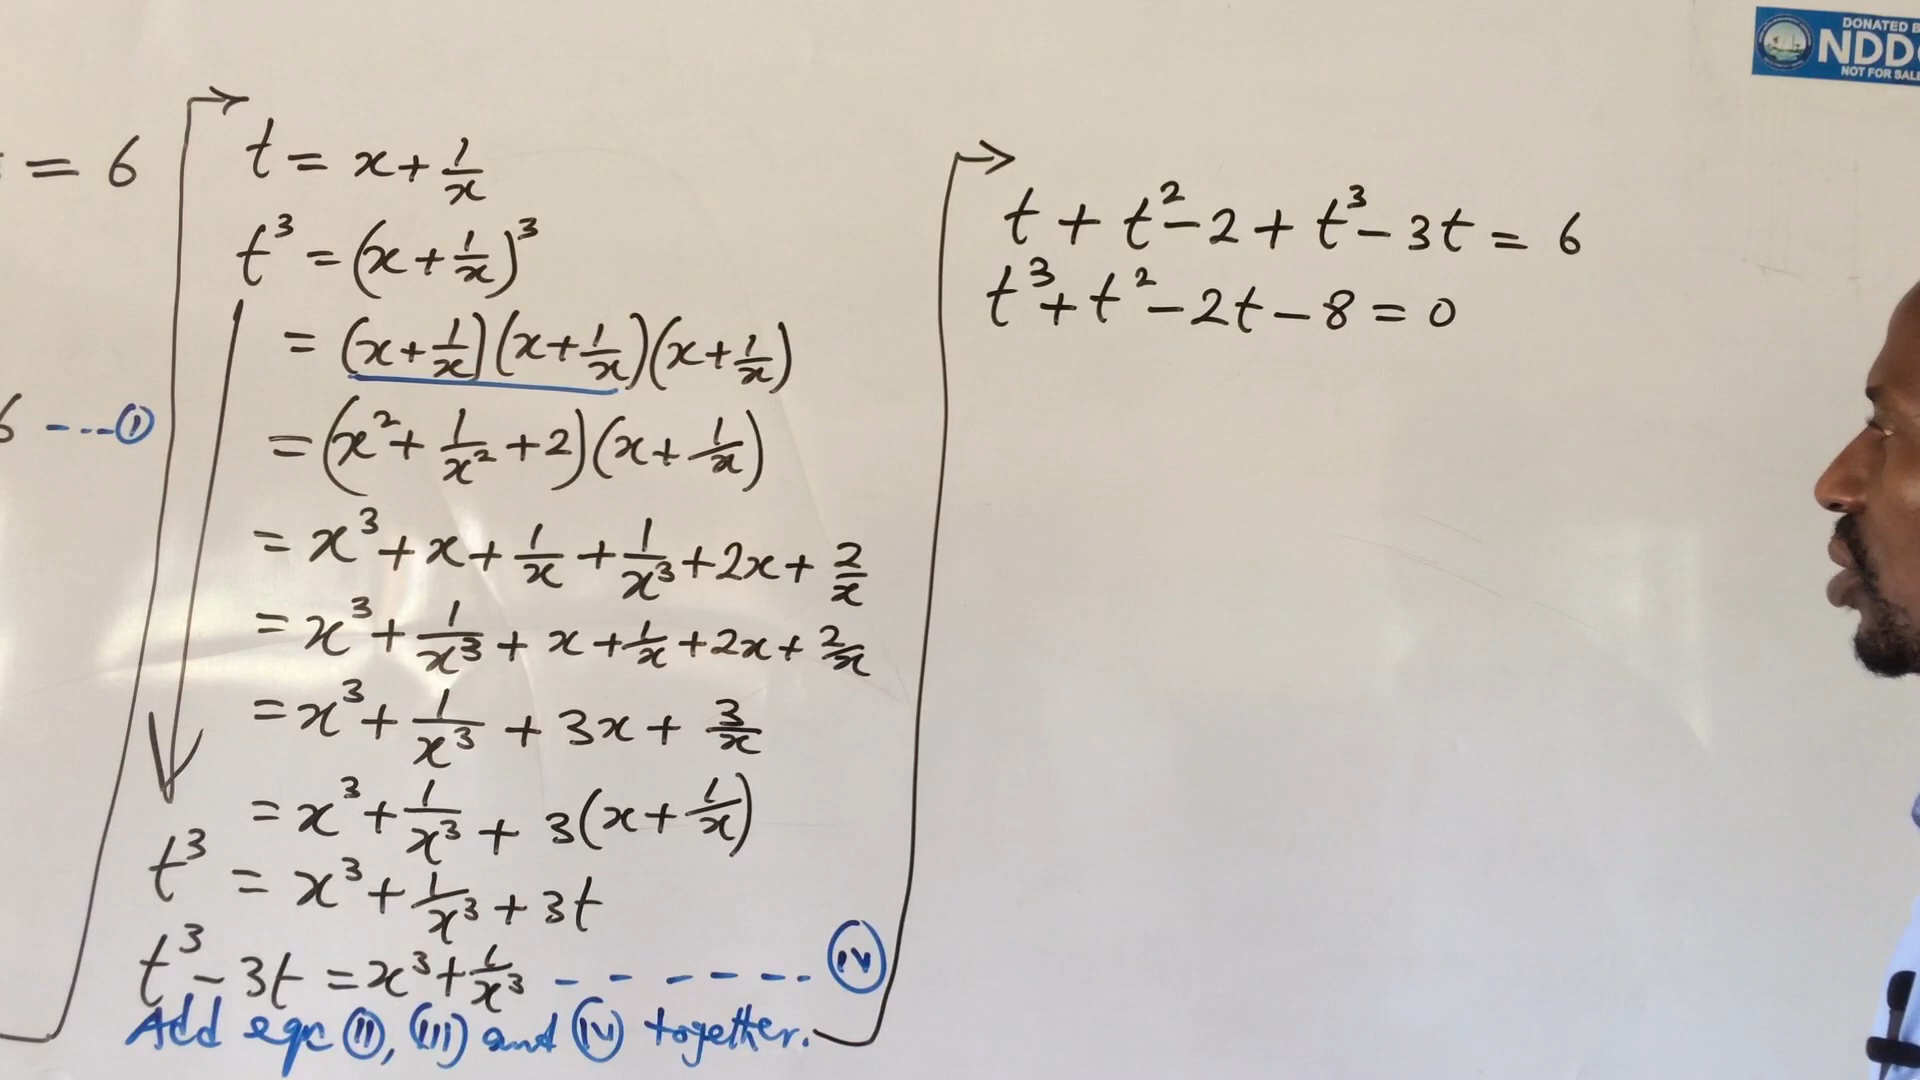 = 6
6 ---(I)
t = x + 1/x
t³ = (x + 1/x)³
= (x + 1/x)(x + 1/x)(x + 1/x)
= (x² + 1/x² + 2)(x + 1/x)
= x³ + x + 1/x + 1/x³ + 2x + 2/x
= x³ + 1/x³ + x + 1/x + 2x + 2/x
= x³ + 1/x³ + 3x + 3/x
= x³ + 1/x³ + 3(x + 1/x)
t³ = x³ + 1/x³ + 3t
t³ - 3t = x³ + 1/x³ ------- (IV)
Add eqn (II), (III) and (IV) together.
t + t² - 2 + t³ - 3t = 6
t³ + t² - 2t - 8 = 0
DONATED B
NDDC
NOT FOR SALE